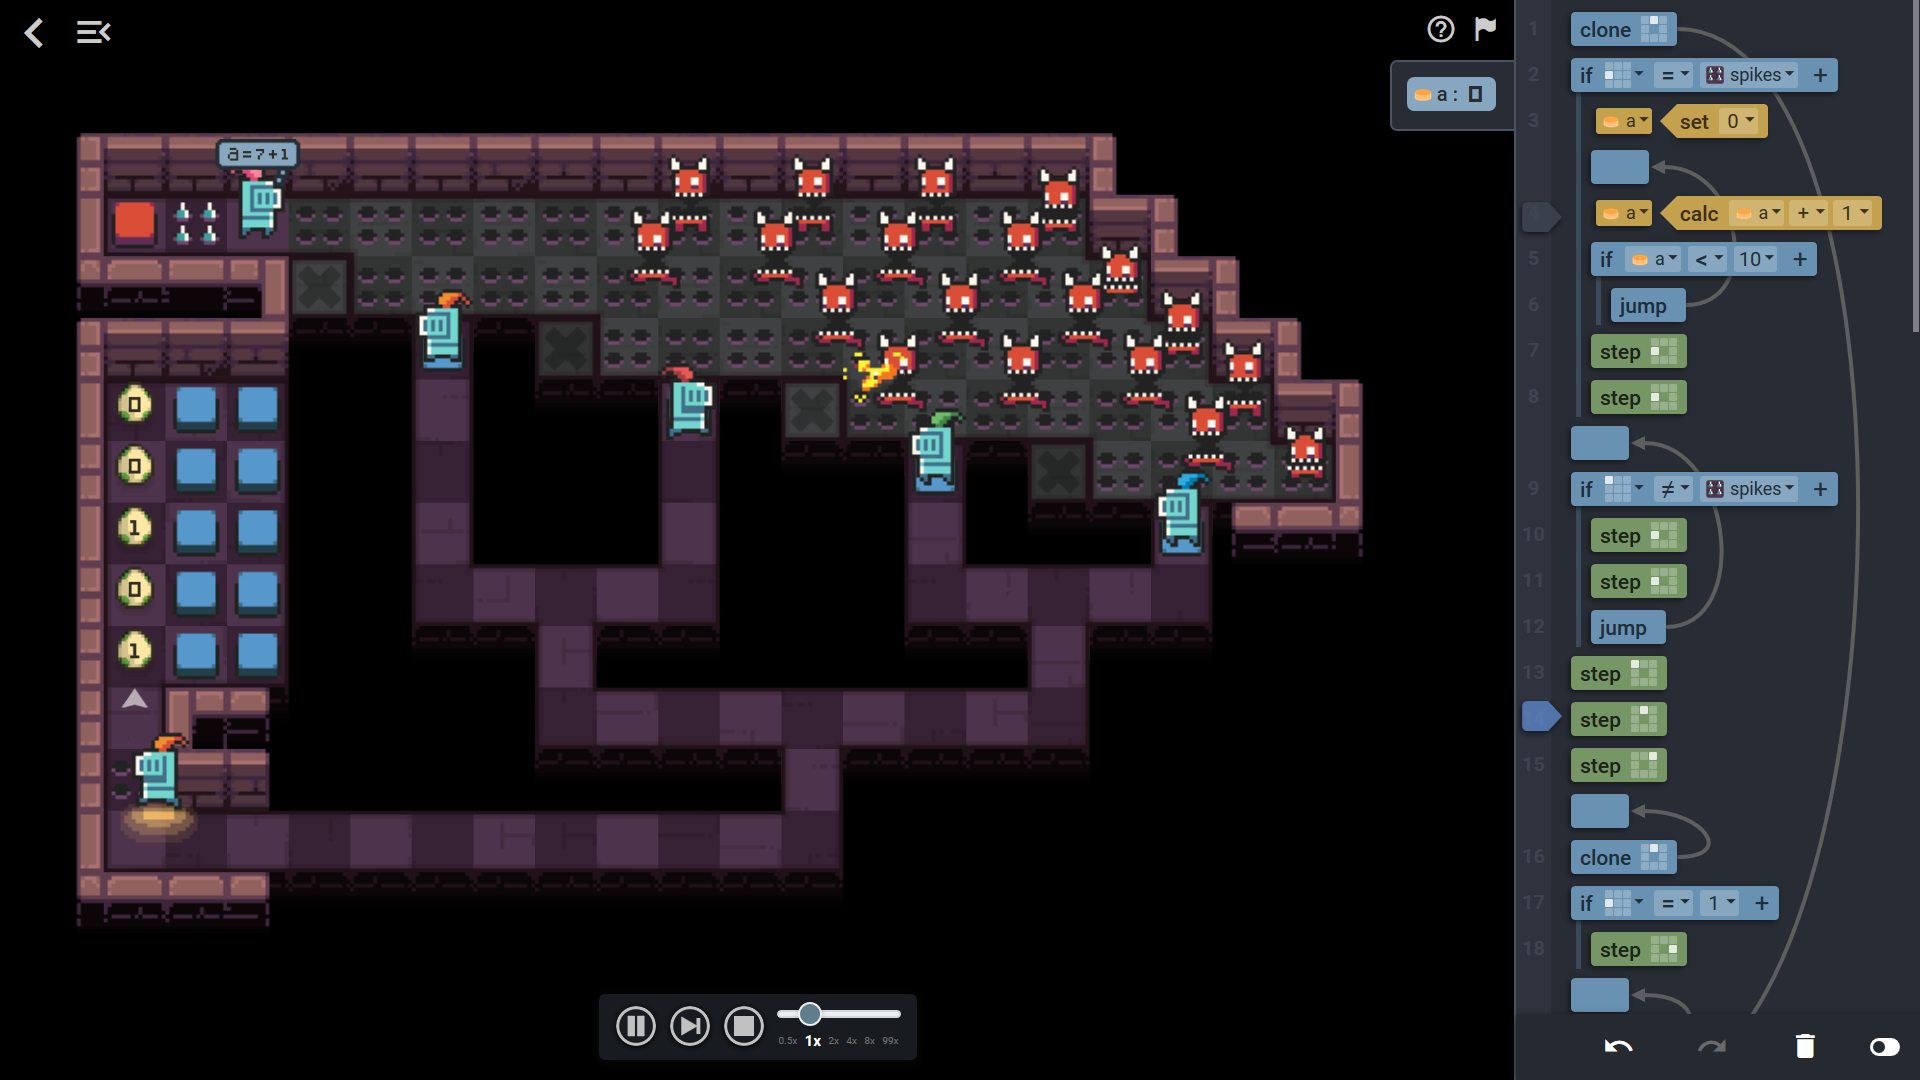 a=7+1
a : 0
0
0
1
0
1
0.5x 1x 2x 4x 8x 99x
1 clone
2 if = spikes +
3 a set 0
4 a calc a + 1
5 if a < 10 +
6 jump
7 step
8 step
9 if ≠ spikes +
10 step
11 step
12 jump
13 step
14 step
15 step
16 clone
17 if = 1 +
18 step